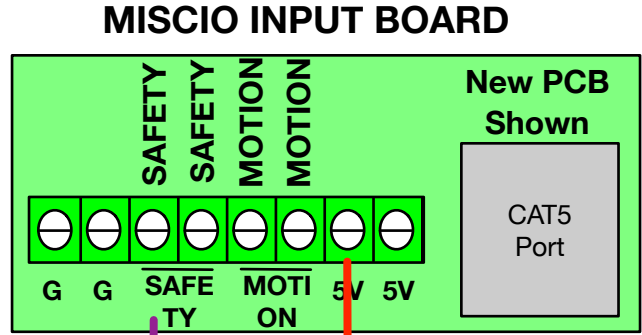 MISCIO INPUT BOARD
SAFETY
SAFETY
MOTION
MOTION
New PCB
Shown
CAT5
Port
G G SAFE MOTI 5V 5V
TY ON